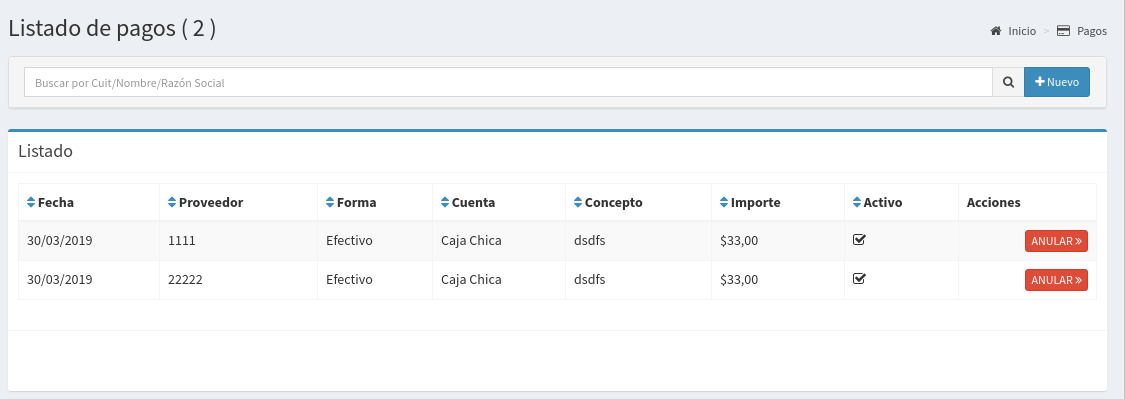 Listado de pagos ( 2 )
Inicio > Pagos
Buscar por Cuit/Nombre/Razón Social
Nuevo
Listado
Fecha Proveedor Forma Cuenta Concepto Importe Activo Acciones
30/03/2019 1111 Efectivo Caja Chica dsdfs $33,00 ANULAR »
30/03/2019 22222 Efectivo Caja Chica dsdfs $33,00 ANULAR »